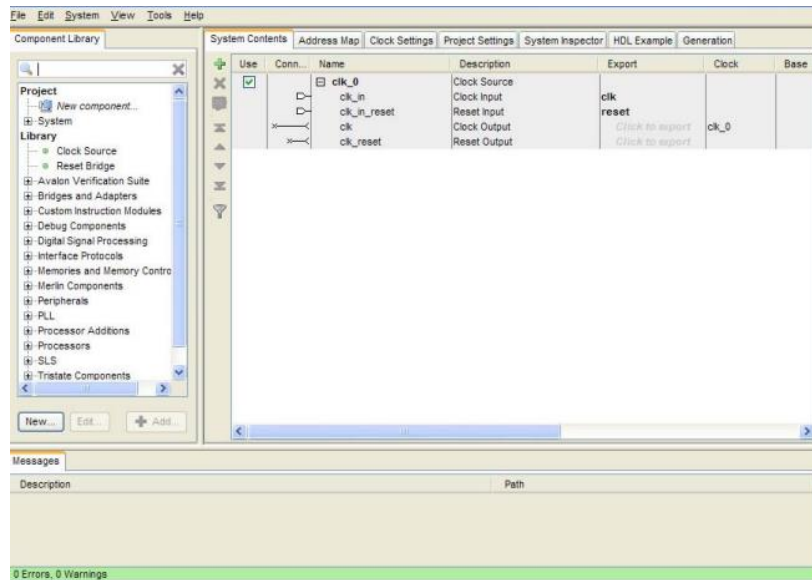 File Edit System View Tools Help
Component Library
Project
New component...
System
Library
Clock Source
Reset Bridge
Avalon Verification Suite
Bridges and Adapters
Custom Instruction Modules
Debug Components
Digital Signal Processing
Interface Protocols
Memories and Memory Contro
Merlin Components
Peripherals
PLL
Processor Additions
Processors
SLS
Tristate Components
New... Edit... Add...
System Contents Address Map Clock Settings Project Settings System Inspector HDL Example Generation
Use Conn... Name Description Export Clock Base
clk_0 Clock Source
clk_in Clock Input clk
clk_in_reset Reset Input reset
clk Clock Output Click to export clk_0
clk_reset Reset Output Click to export
Messages
Description Path
0 Errors, 0 Warnings